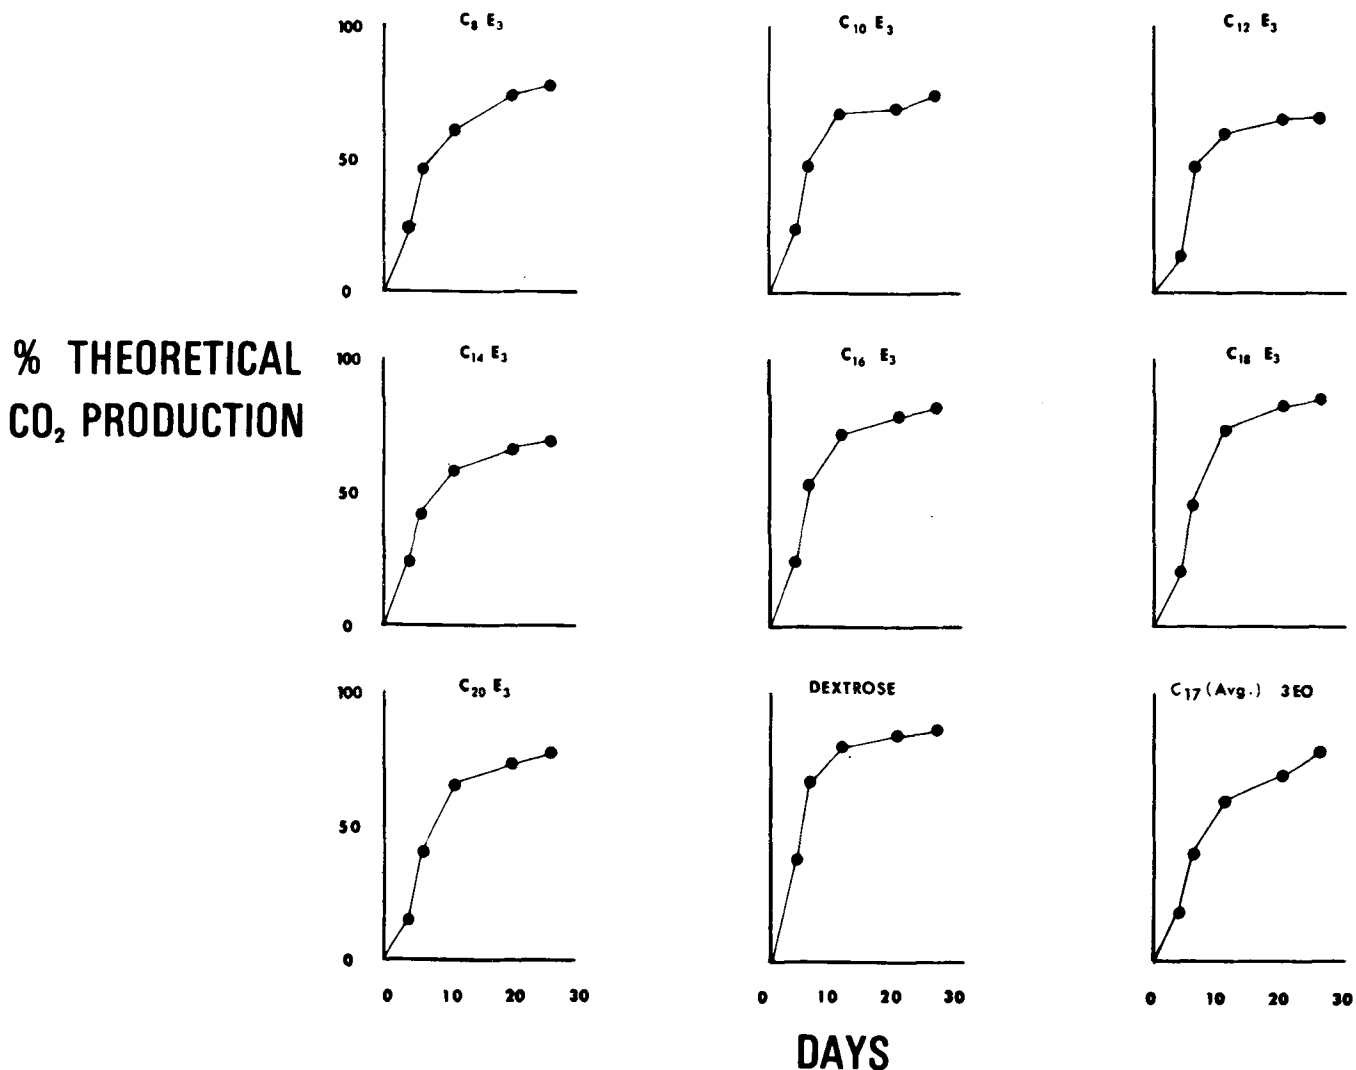 C₈ E₃
C₁₀ E₃
C₁₂ E₃
100
50
0
% THEORETICAL
CO₂ PRODUCTION
C₁₄ E₃
C₁₆ E₃
C₁₈ E₃
100
50
0
C₂₀ E₃
DEXTROSE
C₁₇ (Avg.) 3EO
100
50
0
0 10 20 30
0 10 20 30
0 10 20 30
DAYS